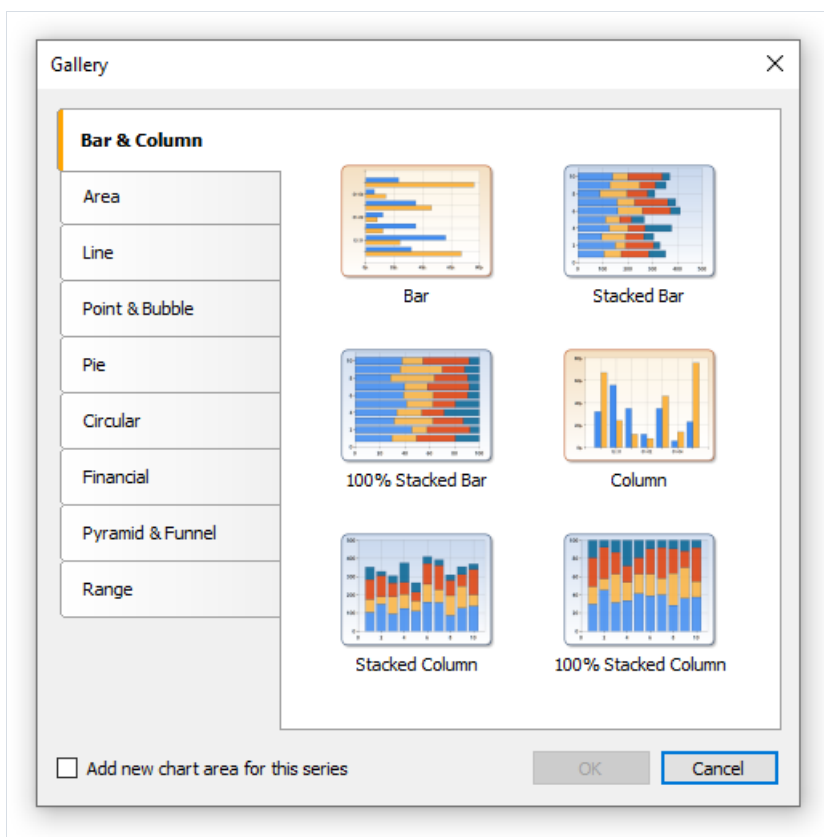 Gallery
Bar & Column
Area
Line
Point & Bubble
Pie
Circular
Financial
Pyramid & Funnel
Range
Bar
Stacked Bar
100% Stacked Bar
Column
Stacked Column
100% Stacked Column
Add new chart area for this series
OK
Cancel